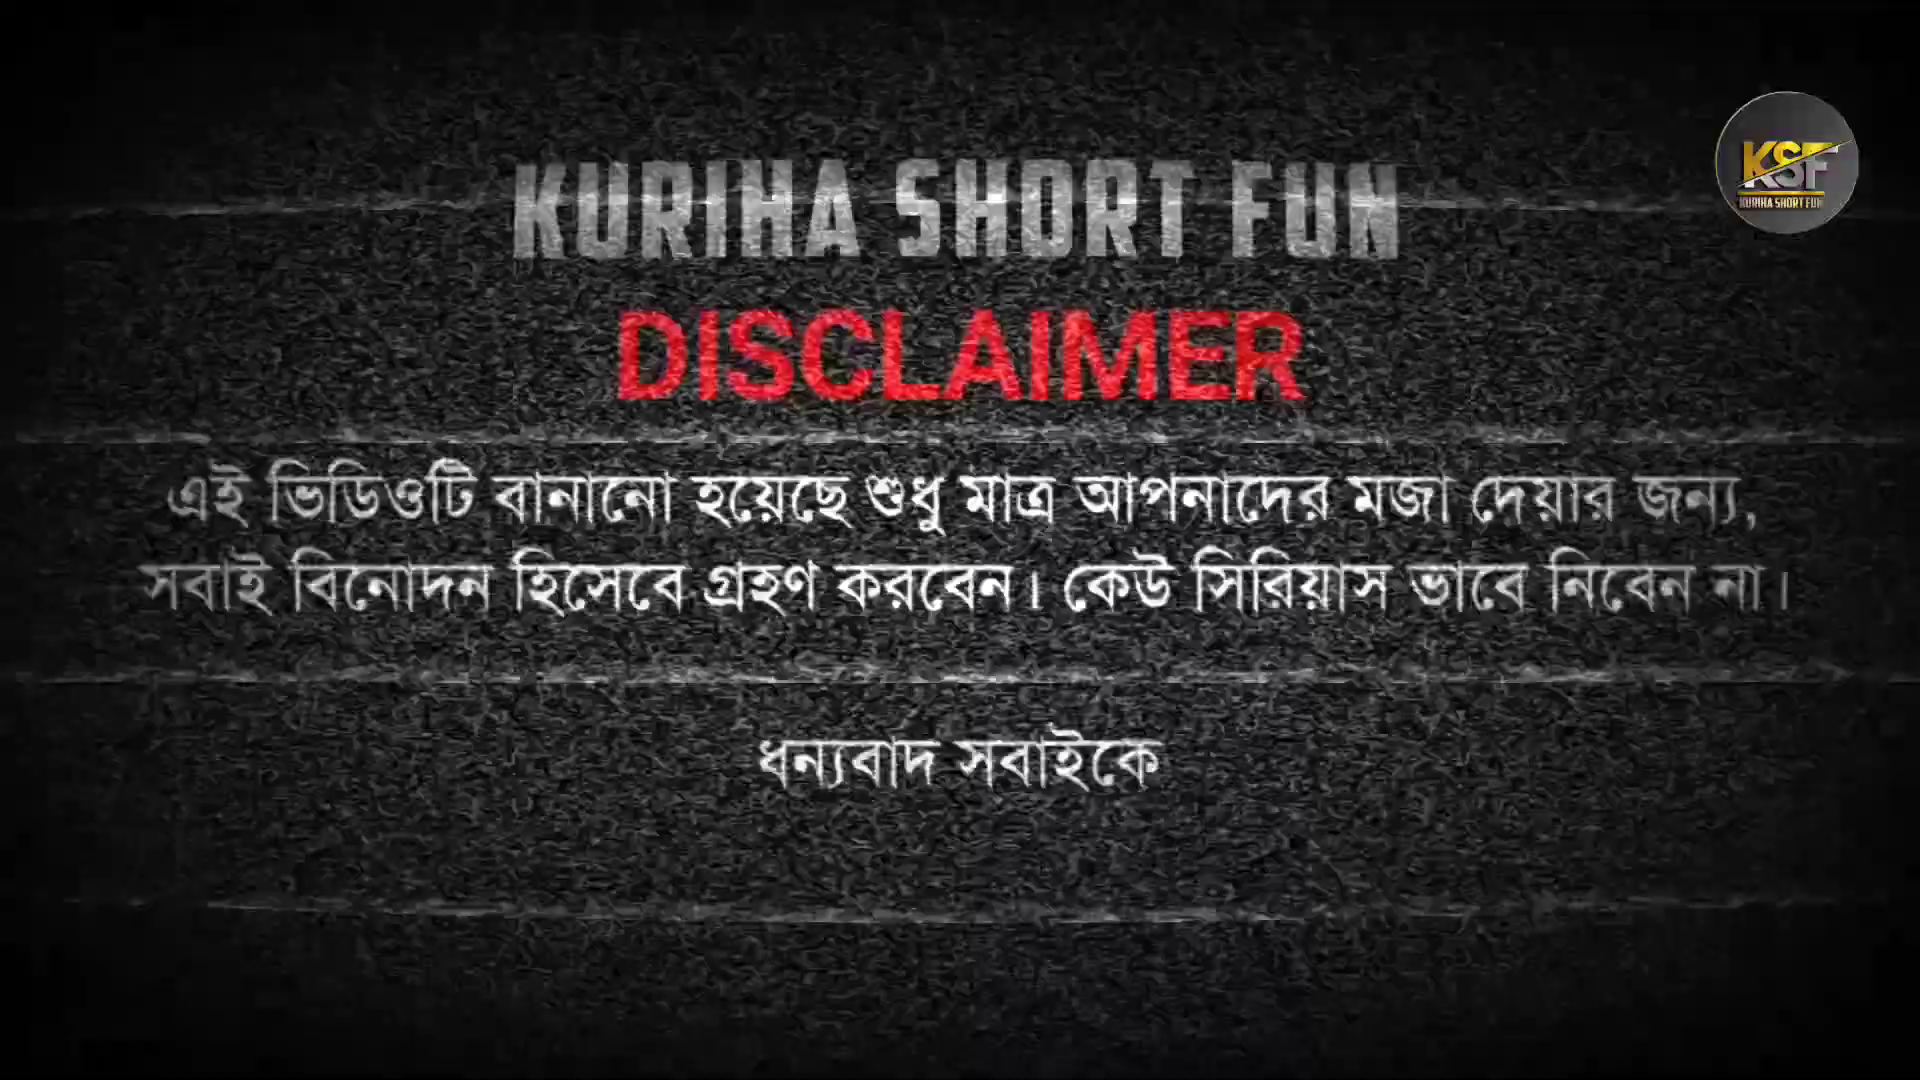 KURIHA SHORT FUN
KSF
KURIHA SHORT FUN
DISCLAIMER
এই ভিডিওটি বানানো হয়েছে শুধু মাত্র আপনাদের মজা দেয়ার জন্য,
সবাই বিনোদন হিসেবে গ্রহণ করবেন। কেউ সিরিয়াস ভাবে নিবেন না।
ধন্যবাদ সবাইকে